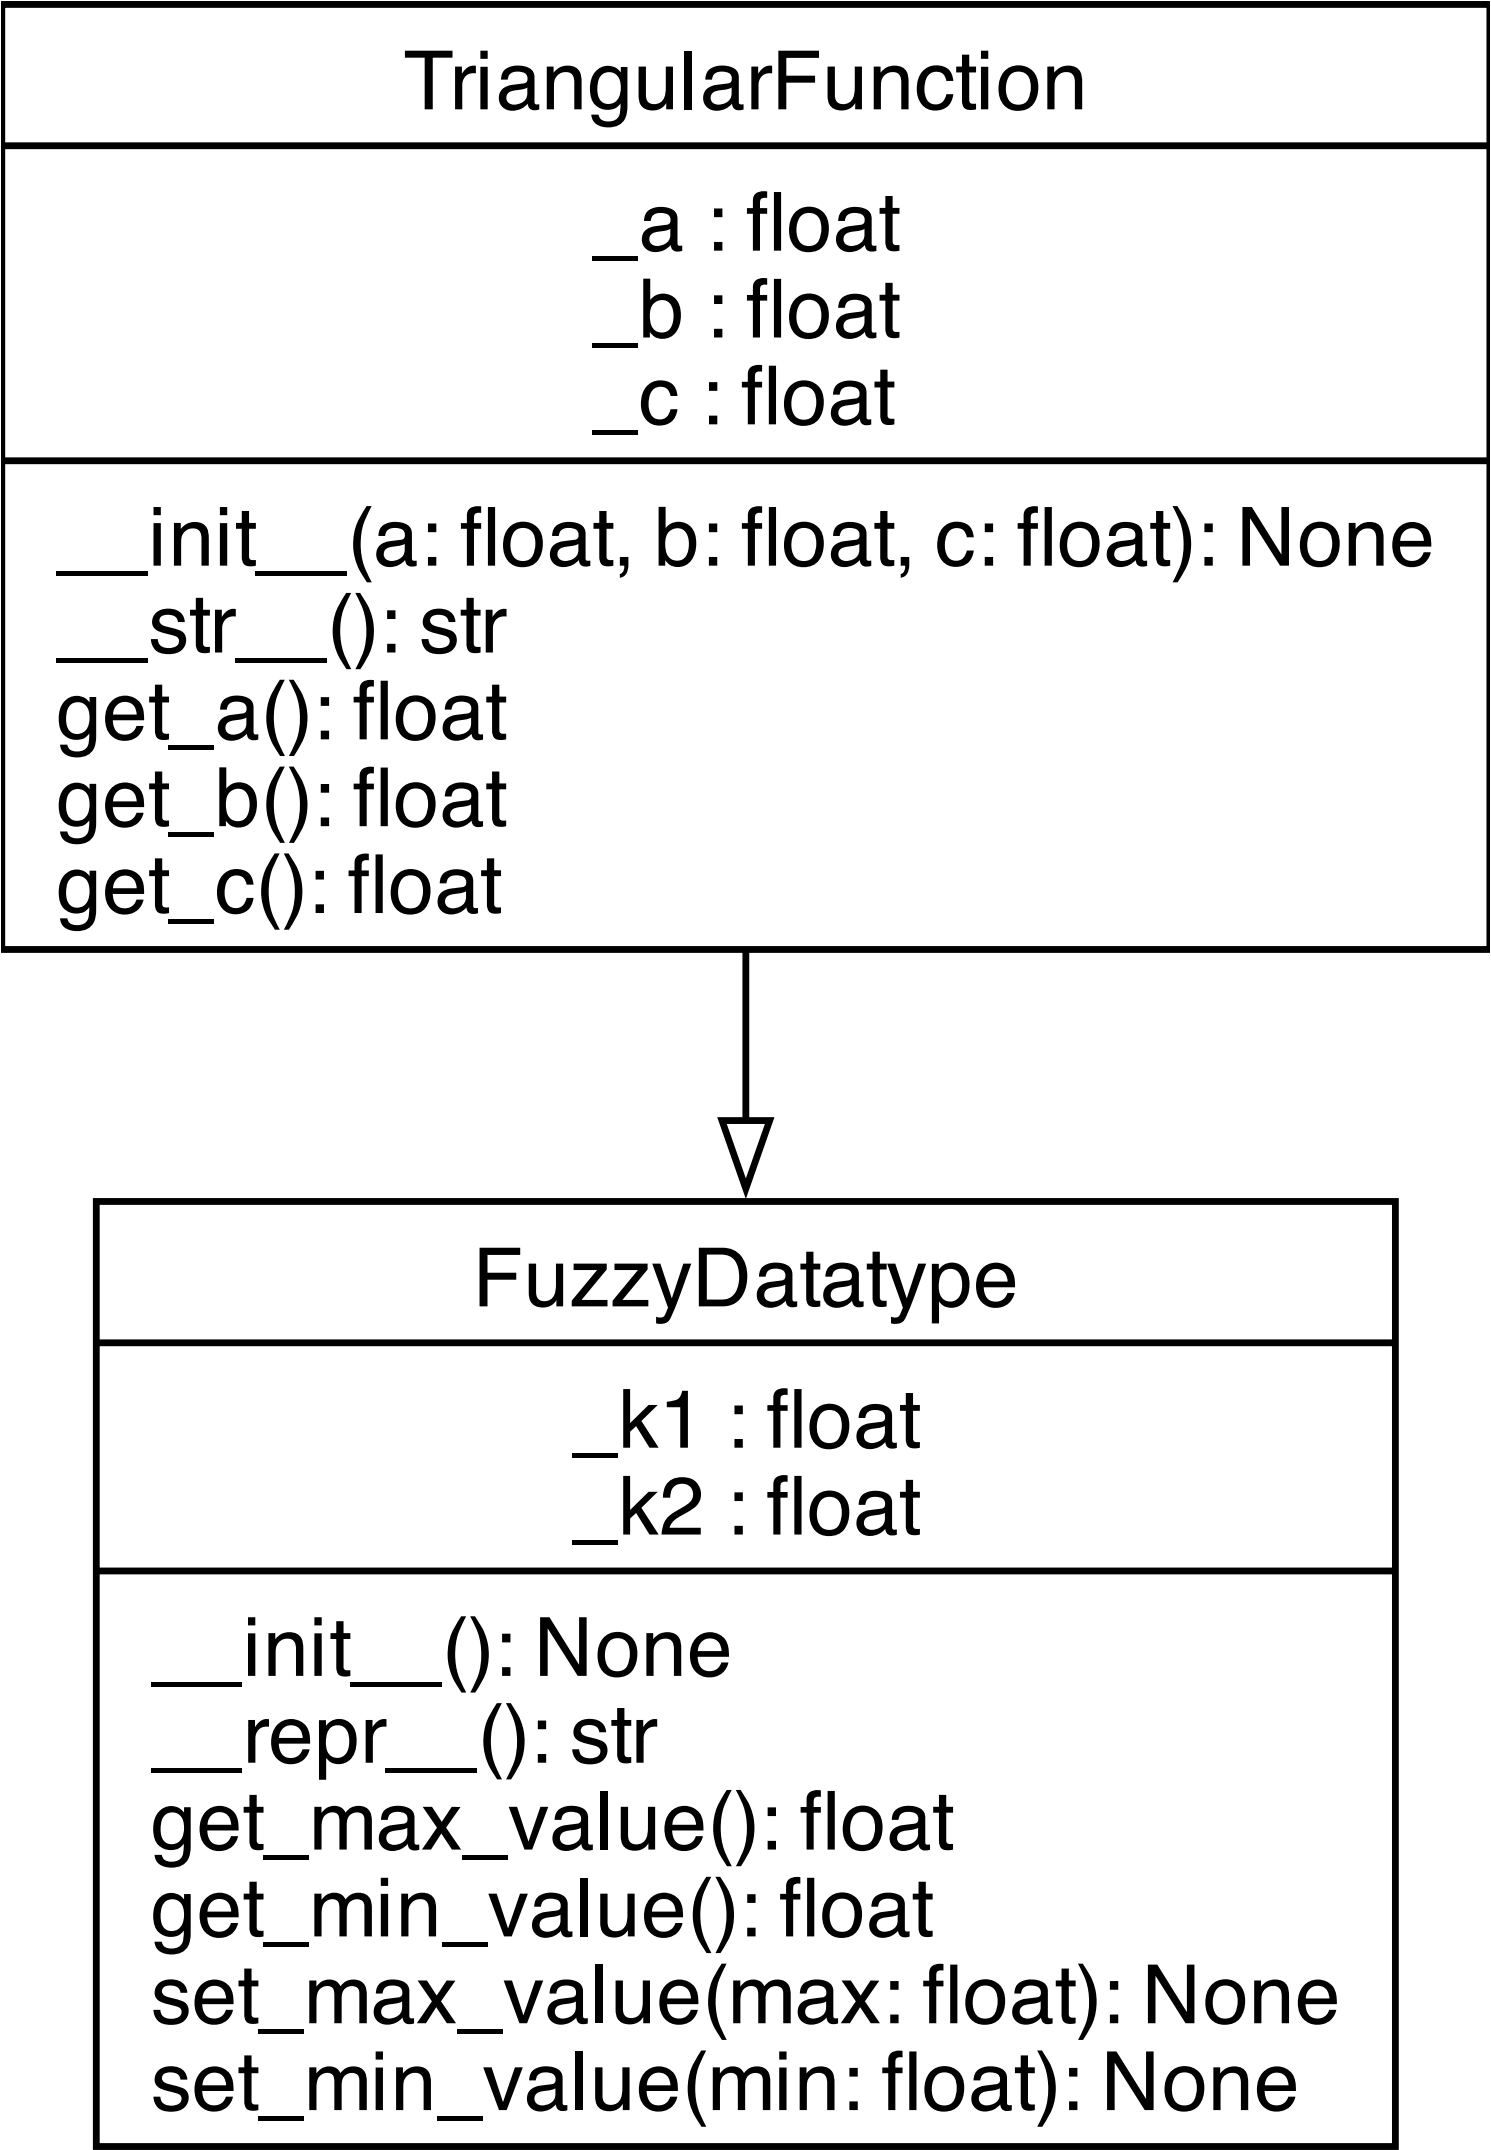 TriangularFunction
_a : float
_b : float
_c : float
__init__(a: float, b: float, c: float): None
__str__(): str
get_a(): float
get_b(): float
get_c(): float
FuzzyDatatype
_k1 : float
_k2 : float
__init__(): None
__repr__(): str
get_max_value(): float
get_min_value(): float
set_max_value(max: float): None
set_min_value(min: float): None